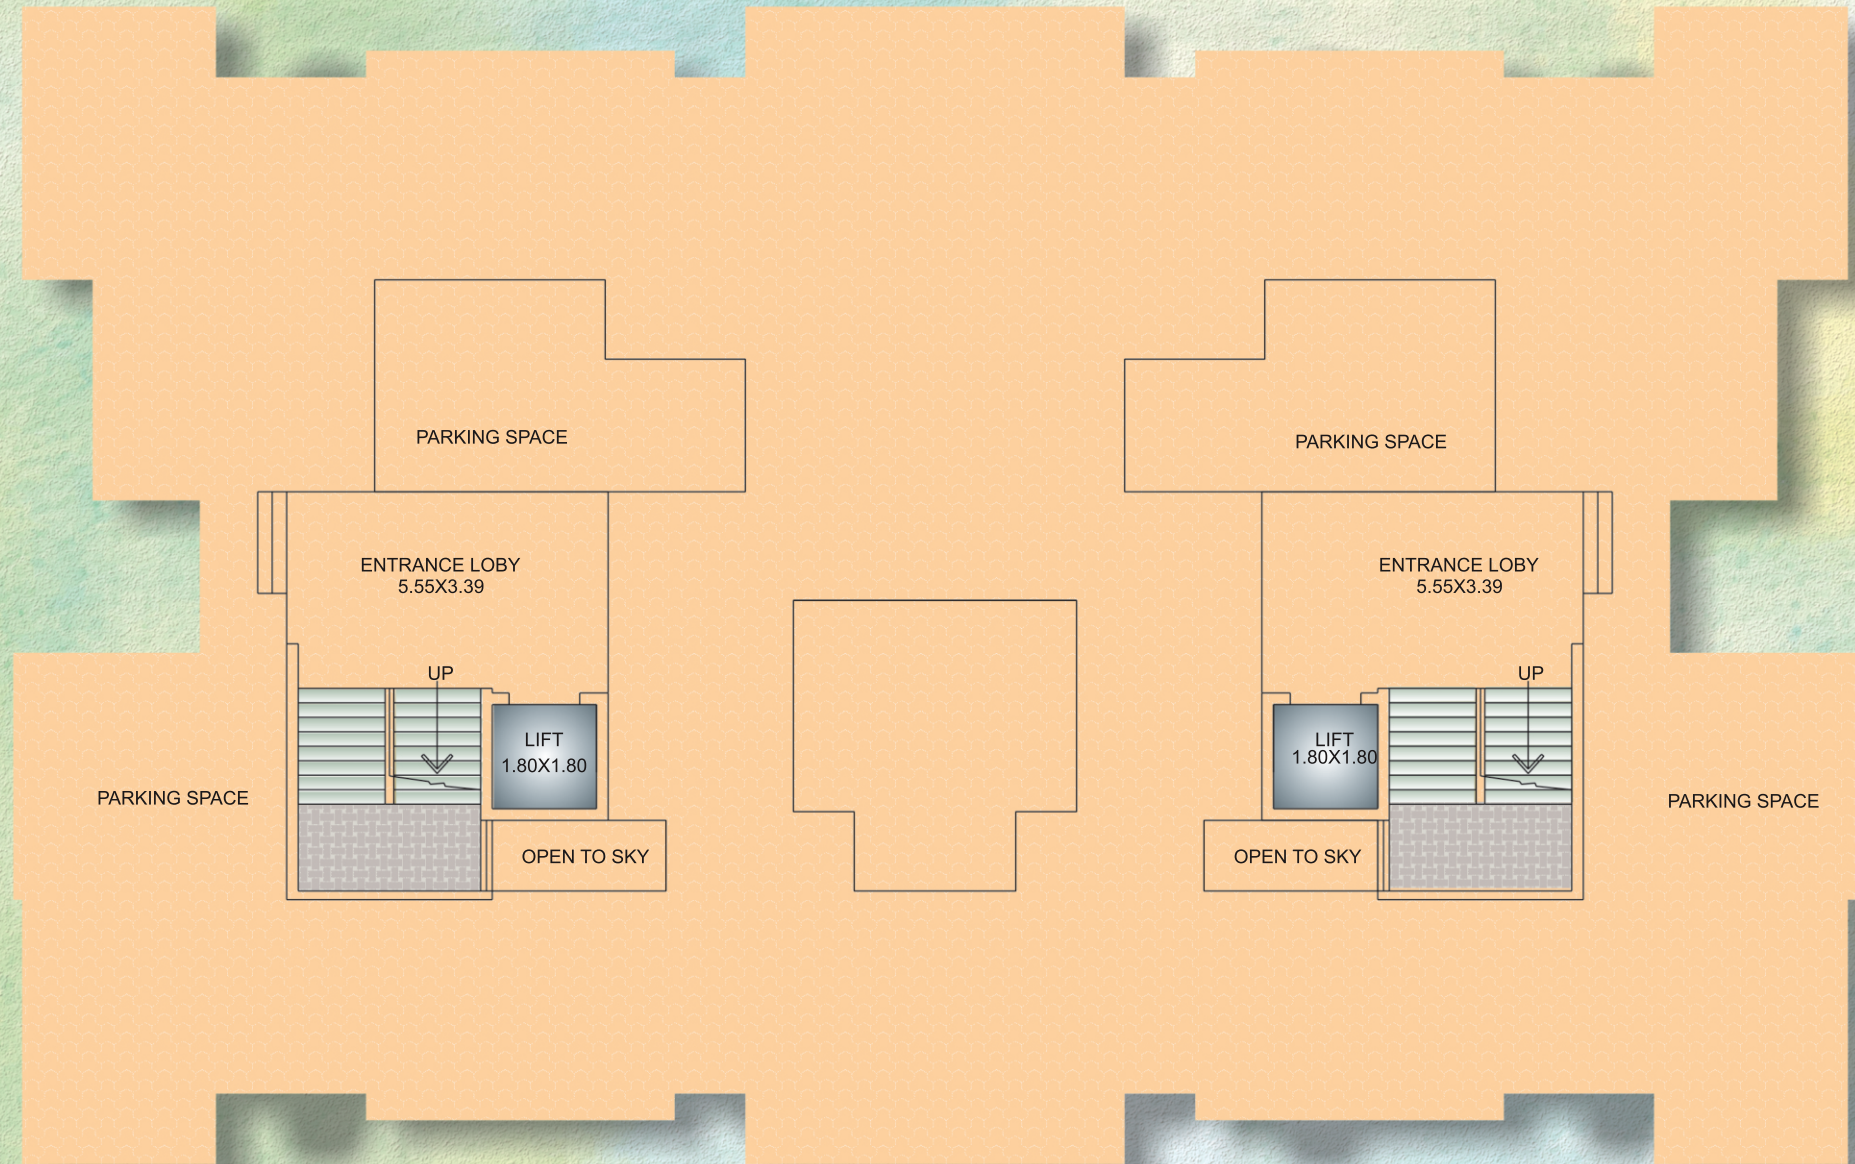 PARKING SPACE
PARKING SPACE
ENTRANCE LOBY
5.55X3.39
ENTRANCE LOBY
5.55X3.39
UP
UP
LIFT
1.80X1.80
LIFT
1.80X1.80
PARKING SPACE
PARKING SPACE
OPEN TO SKY
OPEN TO SKY